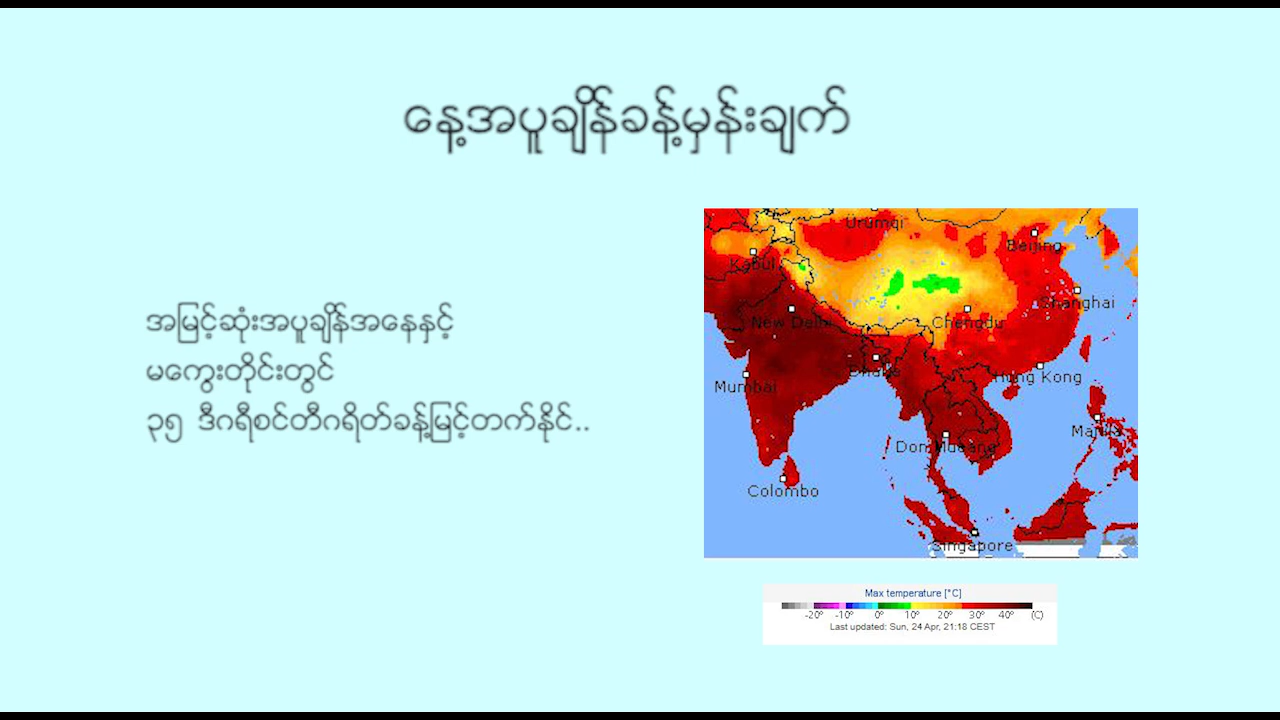 နေ့အပူချိန်ခန့်မှန်းချက်
အမြင့်ဆုံးအပူချိန်အနေနှင့်
မကွေးတိုင်းတွင်
၃၅ ဒီဂရီစင်တီဂရိတ်ခန့်မြင့်တက်နိုင်..
Ürümqi
Beijing
Kabul
Shanghai
New Delhi
Chengdu
Dhaka
Hong Kong
Mumbai
Manila
Don Mueang
Colombo
Singapore
Max temperature [°C]
-20° -10° 0° 10° 20° 30° 40° (C)
Last updated: Sun, 24 Apr, 21:18 CEST